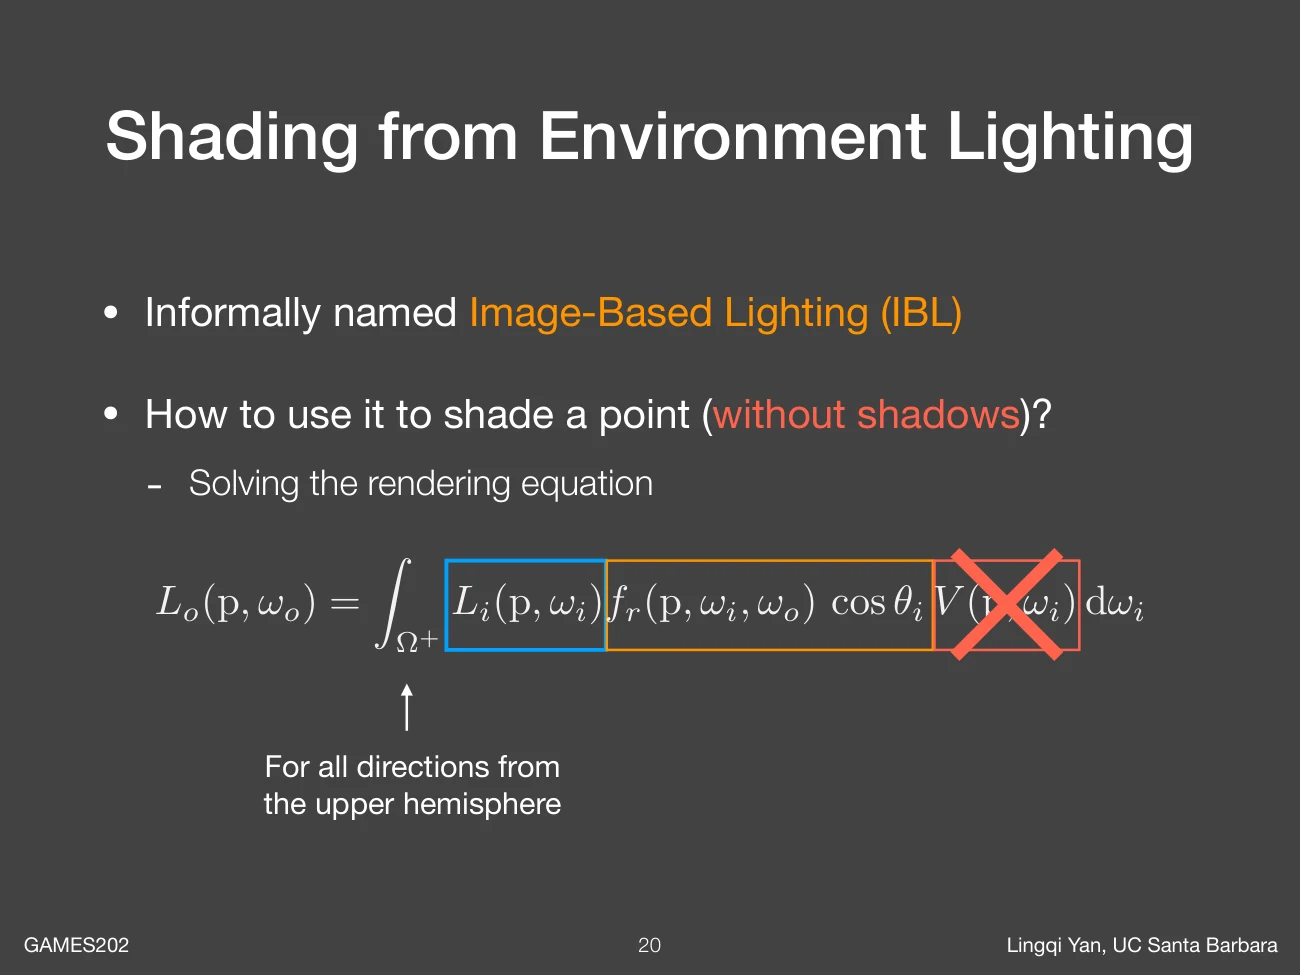 Shading from Environment Lighting
• Informally named Image-Based Lighting (IBL)
• How to use it to shade a point (without shadows)?
- Solving the rendering equation
L_o(p, ω_o) = ∫_{Ω^+} L_i(p, ω_i) f_r(p, ω_i, ω_o) cos θ_i V(p, ω_i) dω_i
For all directions from
the upper hemisphere
GAMES202
20
Lingqi Yan, UC Santa Barbara